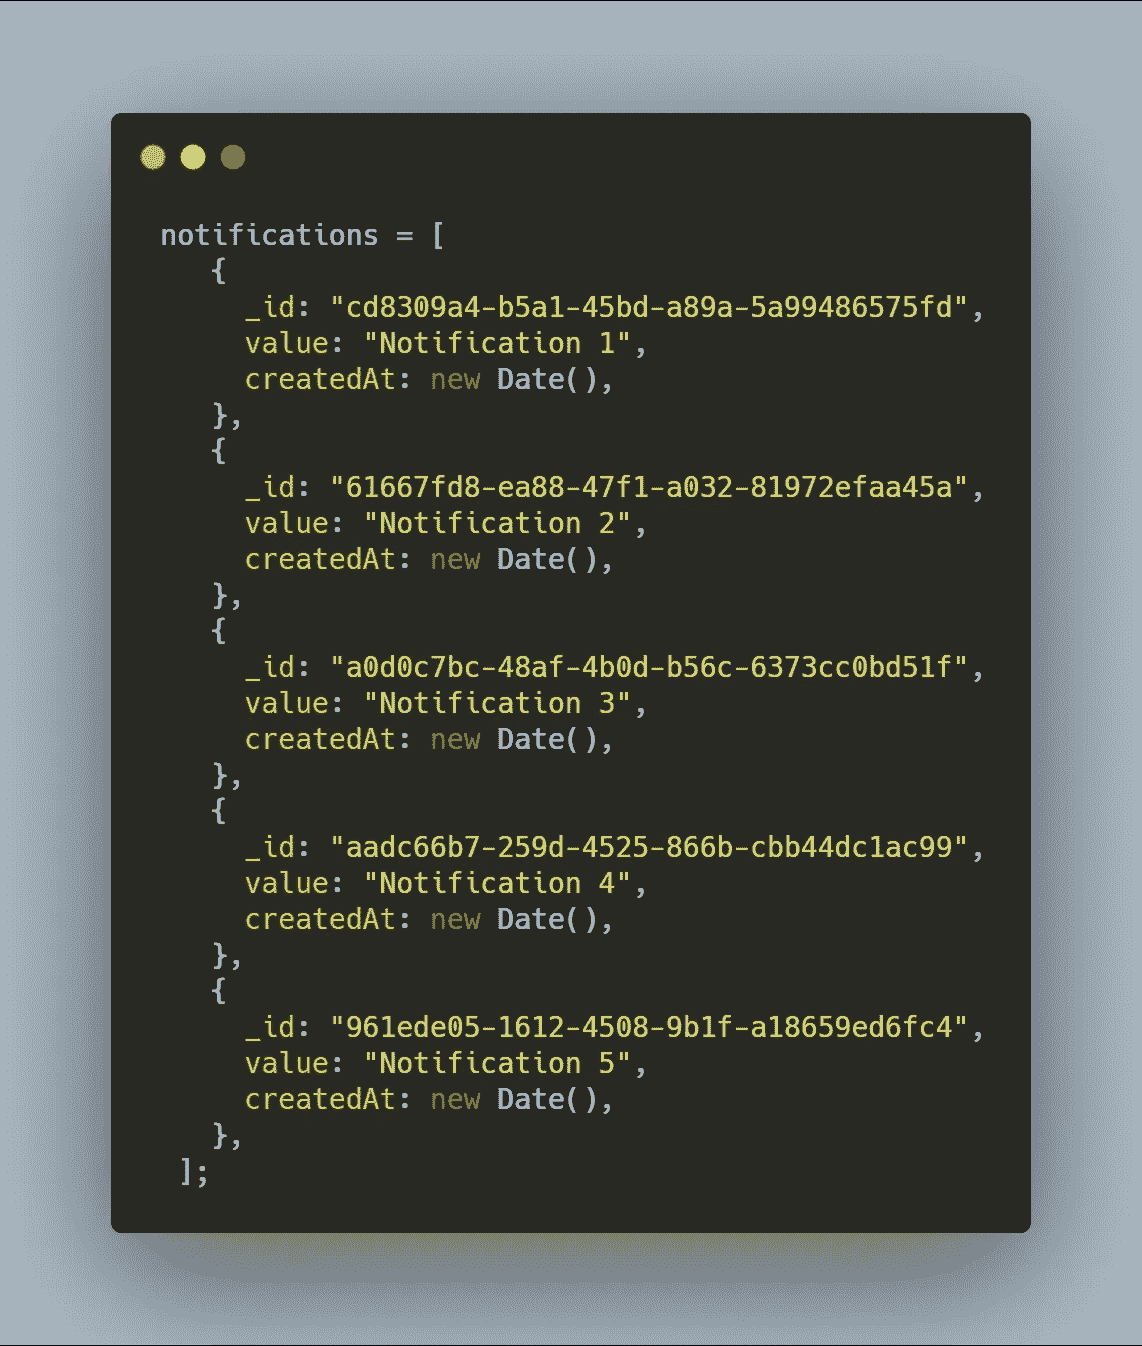 notifications = [
{
_id: "cd8309a4-b5a1-45bd-a89a-5a99486575fd",
value: "Notification 1",
createdAt: new Date(),
},
{
_id: "61667fd8-ea88-47f1-a032-81972efaa45a",
value: "Notification 2",
createdAt: new Date(),
},
{
_id: "a0d0c7bc-48af-4b0d-b56c-6373cc0bd51f",
value: "Notification 3",
createdAt: new Date(),
},
{
_id: "aadc66b7-259d-4525-866b-cbb44dc1ac99",
value: "Notification 4",
createdAt: new Date(),
},
{
_id: "961ede05-1612-4508-9b1f-a18659ed6fc4",
value: "Notification 5",
createdAt: new Date(),
},
];